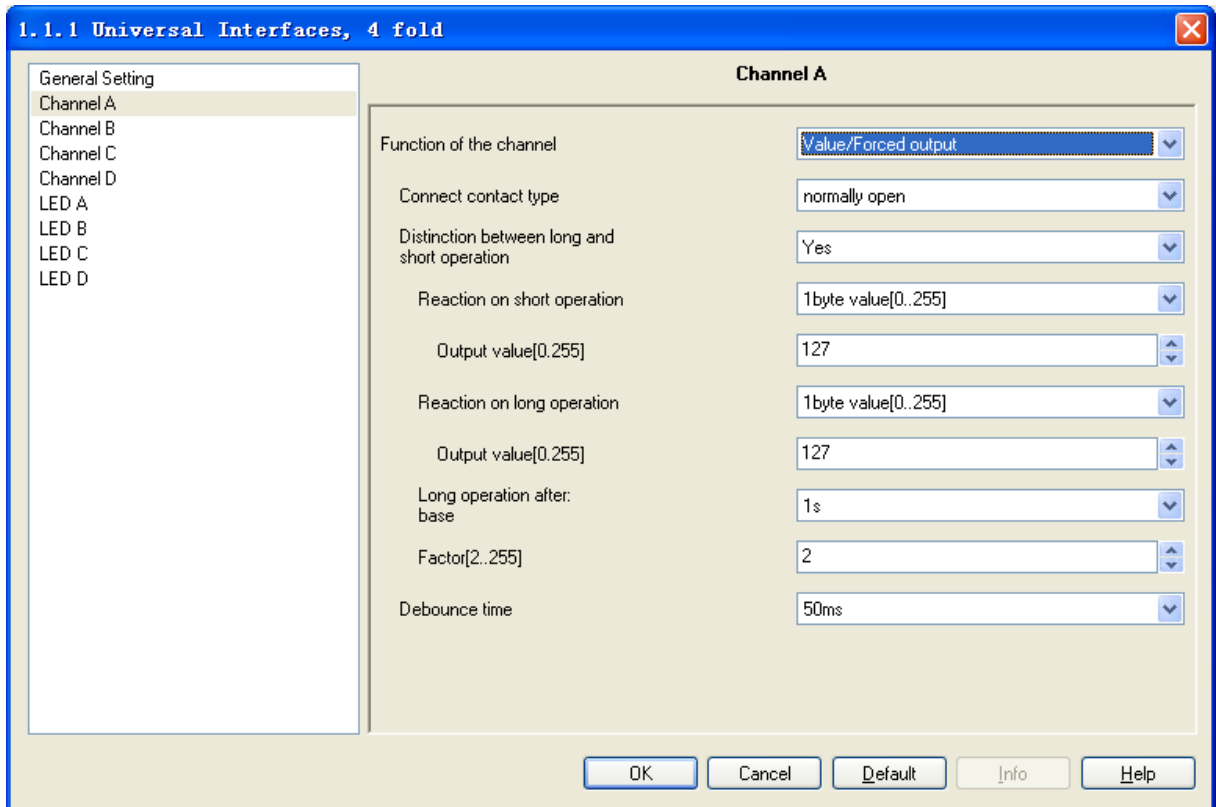 1.1.1 Universal Interfaces, 4 fold
General Setting
Channel A
Channel B
Channel C
Channel D
LED A
LED B
LED C
LED D
Channel A
Function of the channel
Value/Forced output
Connect contact type
normally open
Distinction between long and
short operation
Yes
Reaction on short operation
1byte value[0..255]
Output value[0.255]
127
Reaction on long operation
1byte value[0..255]
Output value[0.255]
127
Long operation after:
base
1s
Factor[2..255]
2
Debounce time
50ms
OK
Cancel
Default
Info
Help